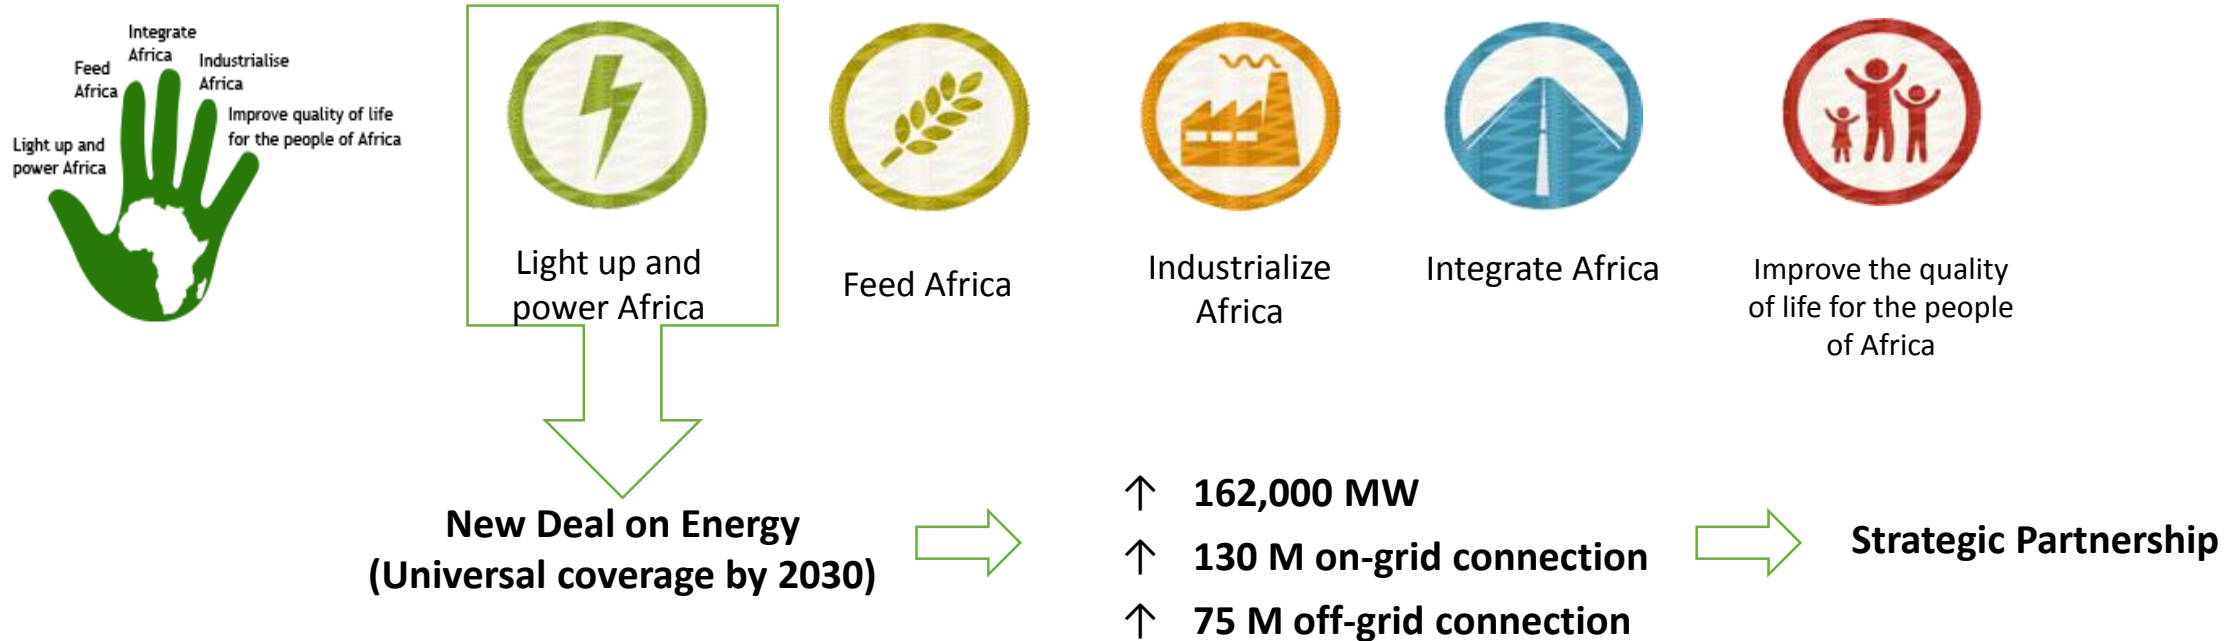 Integrate
Africa
Feed
Africa
Industrialise
Africa
Improve quality of life
for the people of Africa
Light up and
power Africa
Light up and
power Africa
Feed Africa
Industrialize
Africa
Integrate Africa
Improve the quality
of life for the people
of Africa
New Deal on Energy
(Universal coverage by 2030)
↑ 162,000 MW
↑ 130 M on-grid connection
↑ 75 M off-grid connection
Strategic Partnership